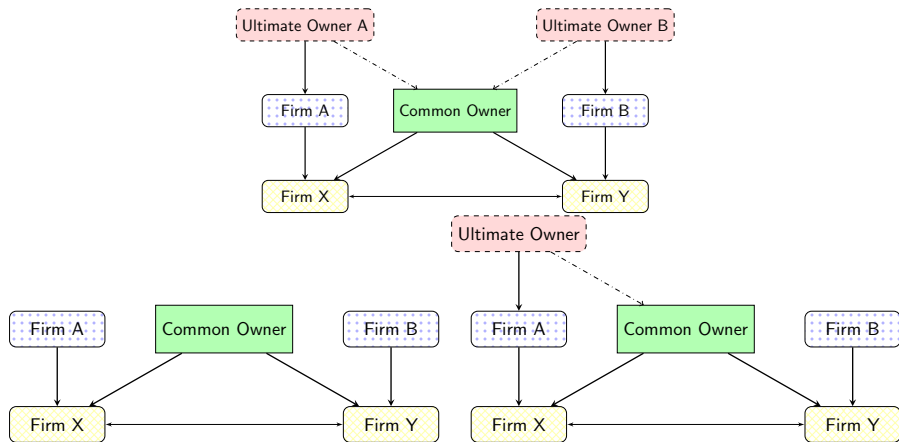 Ultimate Owner A
Ultimate Owner B
Firm A
Common Owner
Firm B
Firm X
Firm Y
Firm A
Common Owner
Firm B
Firm X
Firm Y
Ultimate Owner
Firm A
Common Owner
Firm B
Firm X
Firm Y